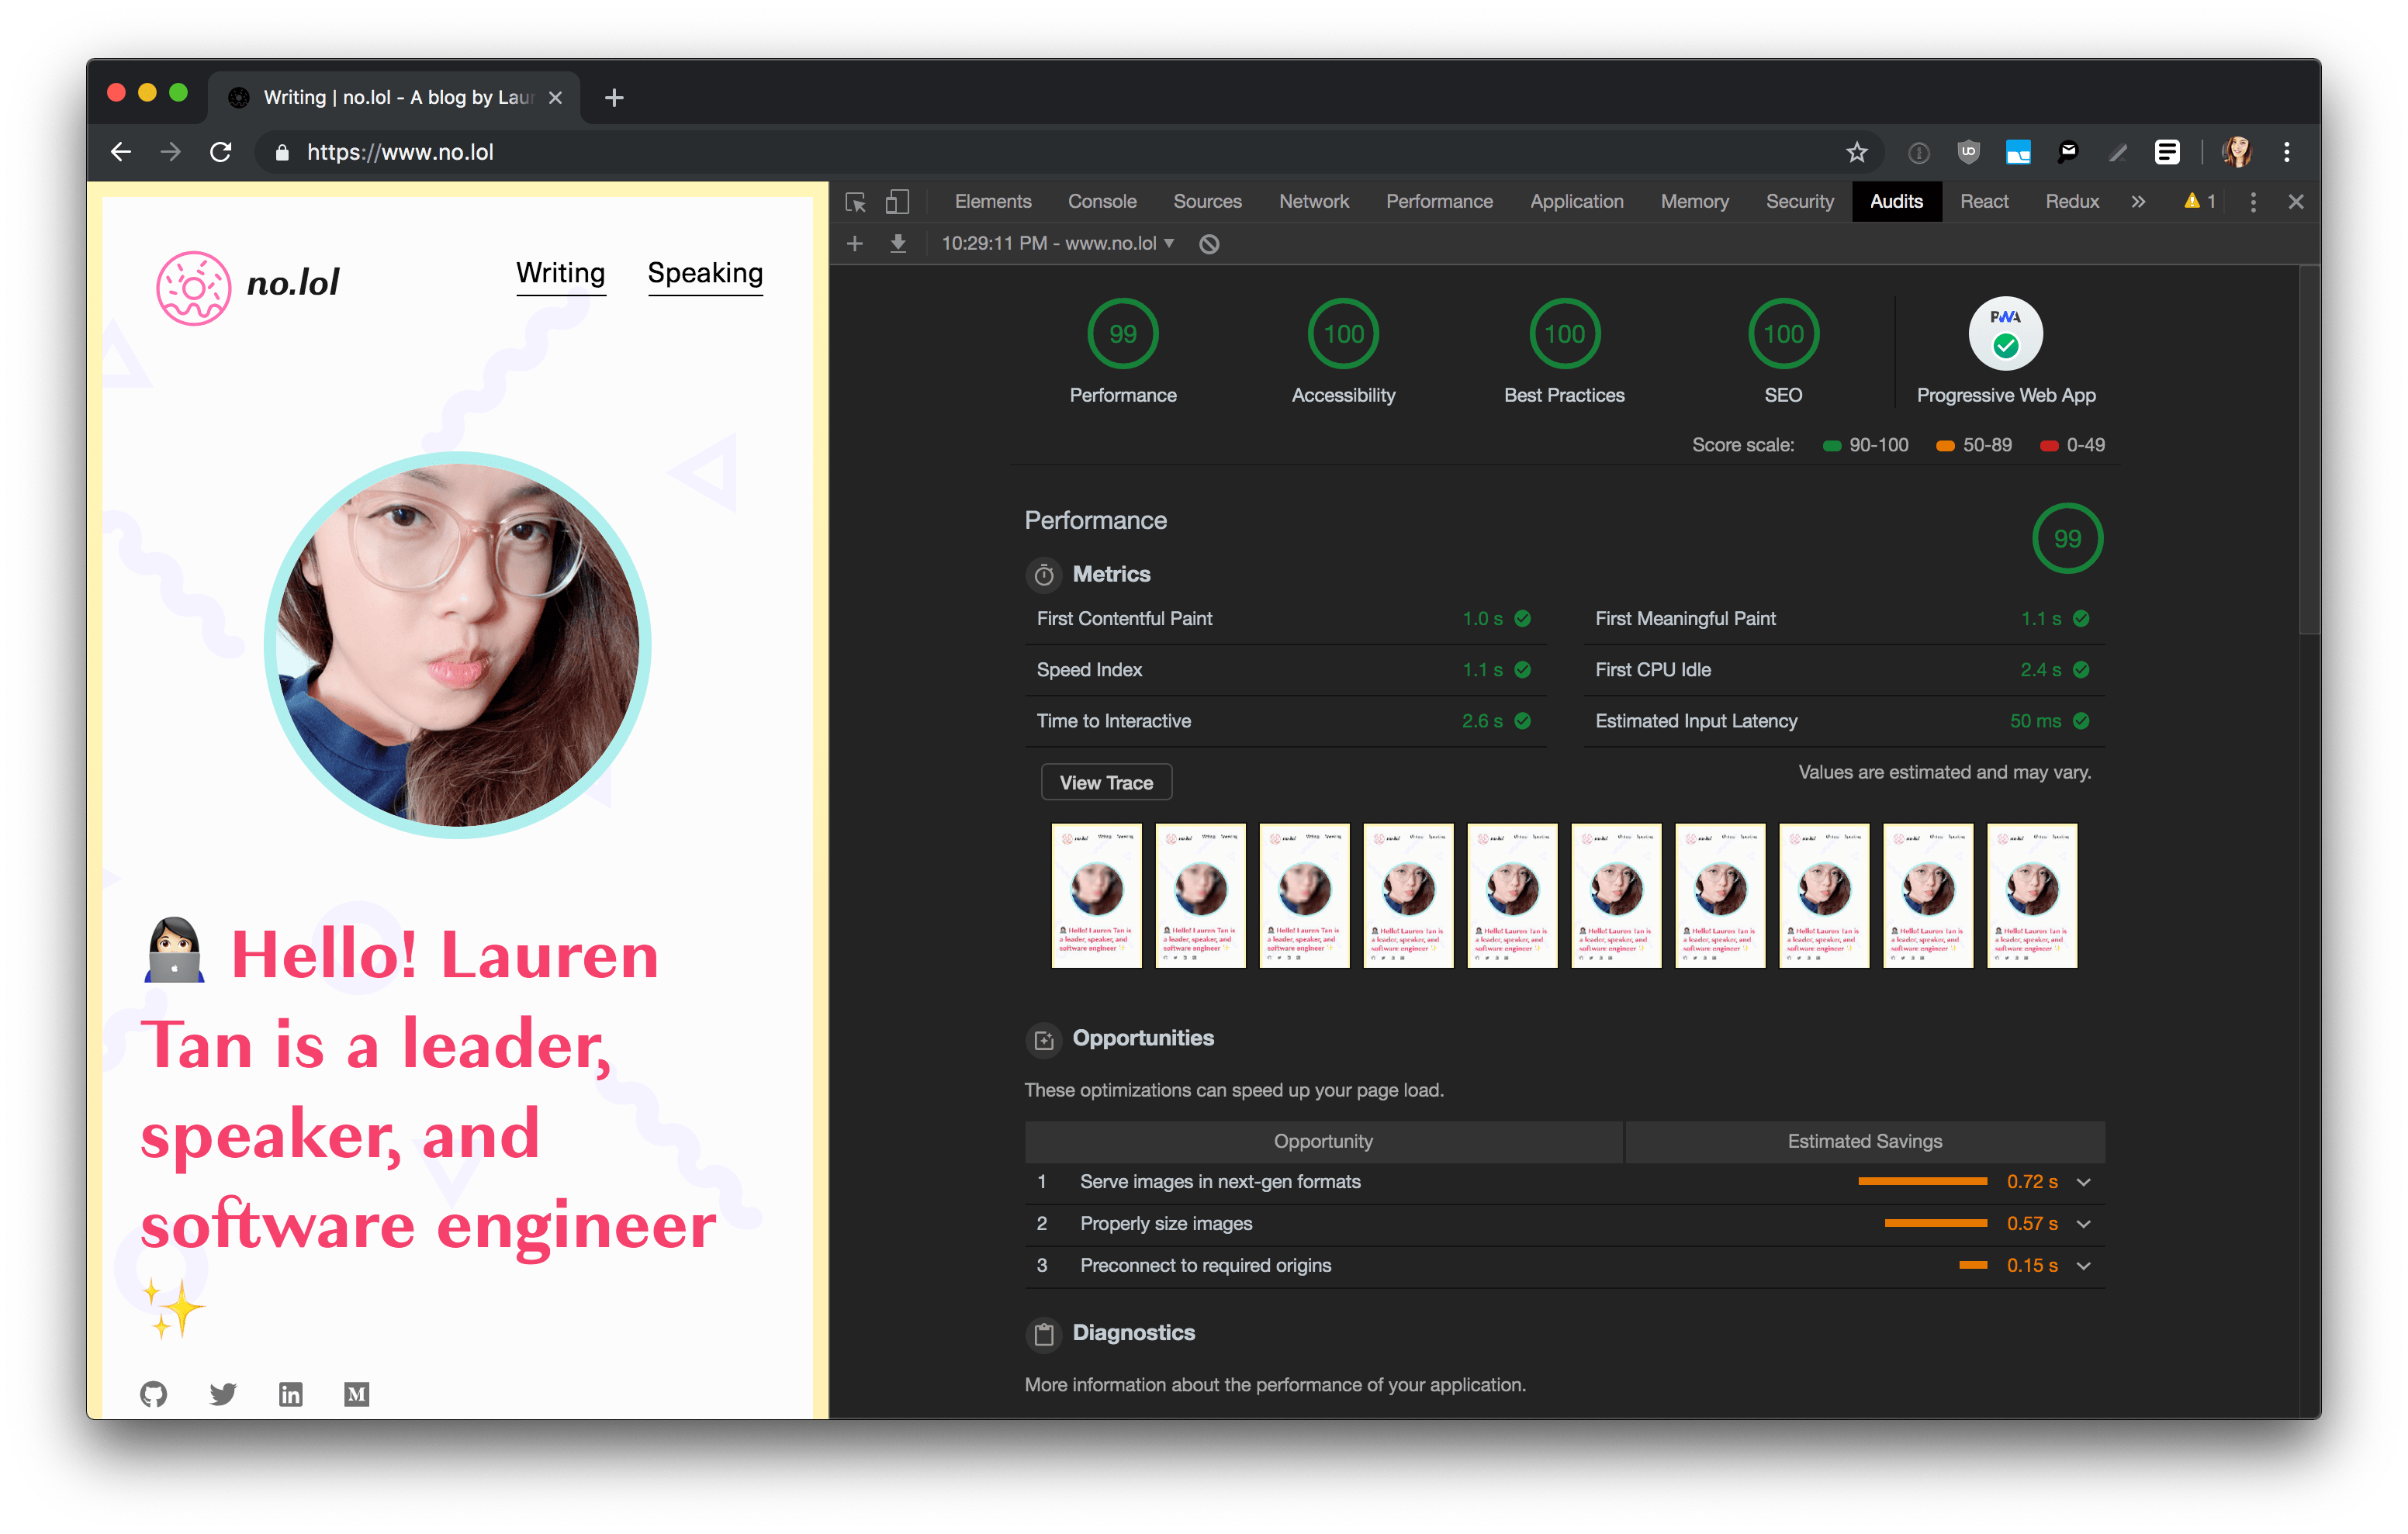 Writing | no.lol - A blog by Lau
https://www.no.lol
no.lol
Writing Speaking
Hello! Lauren
Tan is a leader,
speaker, and
software engineer
Elements Console Sources Network Performance Application Memory Security Audits React Redux » 1
10:29:11 PM - www.no.lol
99 100 100 100 PWA
Performance Accessibility Best Practices SEO Progressive Web App
Score scale: 90-100 50-89 0-49
Performance 99
Metrics
First Contentful Paint 1.0 s First Meaningful Paint 1.1 s
Speed Index 1.1 s First CPU Idle 2.4 s
Time to Interactive 2.6 s Estimated Input Latency 50 ms
View Trace Values are estimated and may vary.
Opportunities
These optimizations can speed up your page load.
Opportunity Estimated Savings
1 Serve images in next-gen formats 0.72 s
2 Properly size images 0.57 s
3 Preconnect to required origins 0.15 s
Diagnostics
More information about the performance of your application.